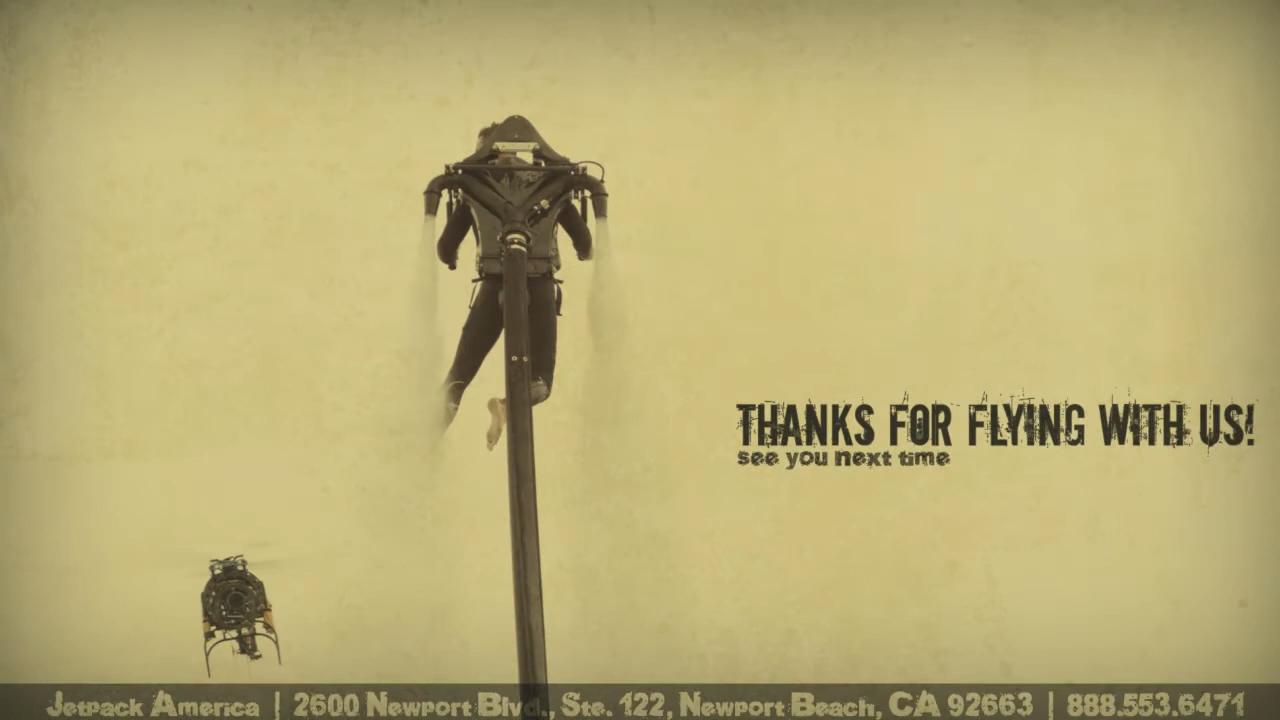 THANKS FOR FLYING WITH US!
see you next time
Jetpack America | 2600 Newport Blvd., Ste. 122, Newport Beach, CA 92663 | 888.553.6471